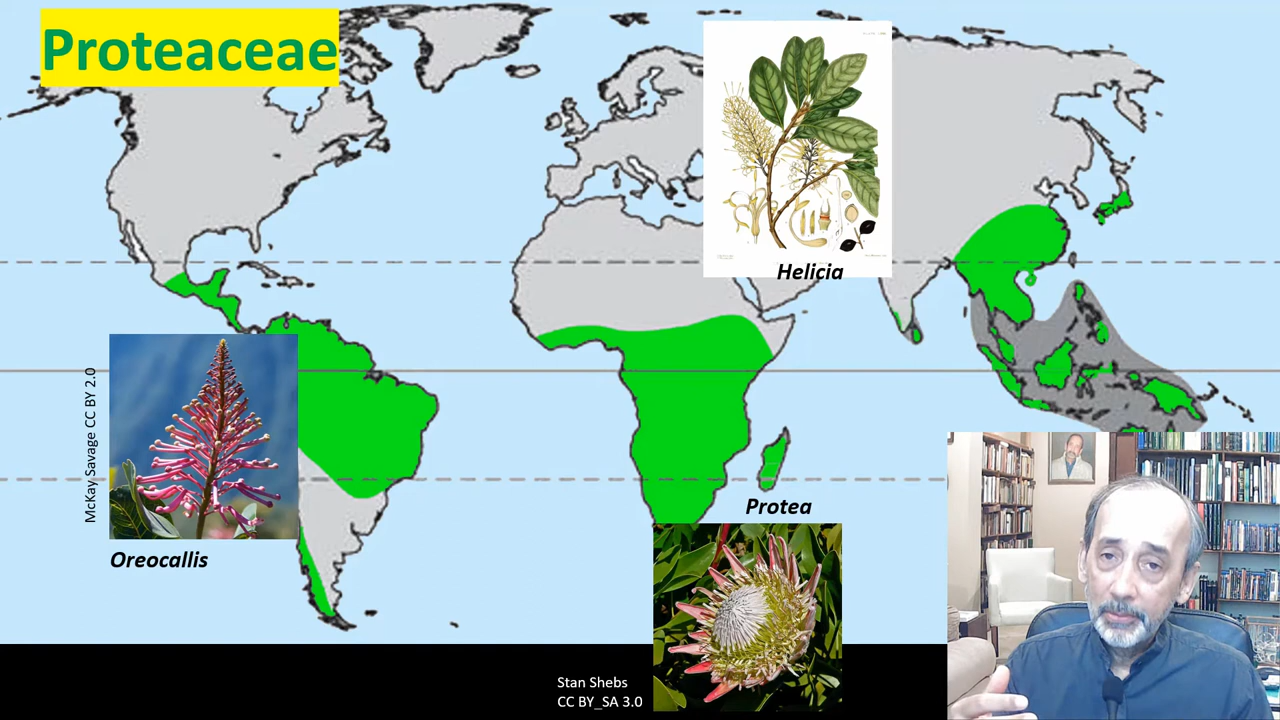 Proteaceae
Helicia
McKay Savage CC BY 2.0
Oreocallis
Protea
Stan Shebs
CC BY_SA 3.0